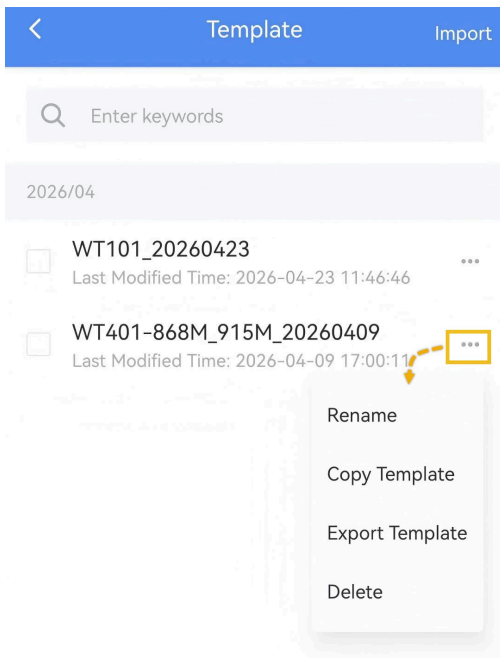 Template
Import
Enter keywords
2026/04
WT101_20260423
Last Modified Time: 2026-04-23 11:46:46
WT401-868M_915M_20260409
Last Modified Time: 2026-04-09 17:00:11
Rename
Copy Template
Export Template
Delete